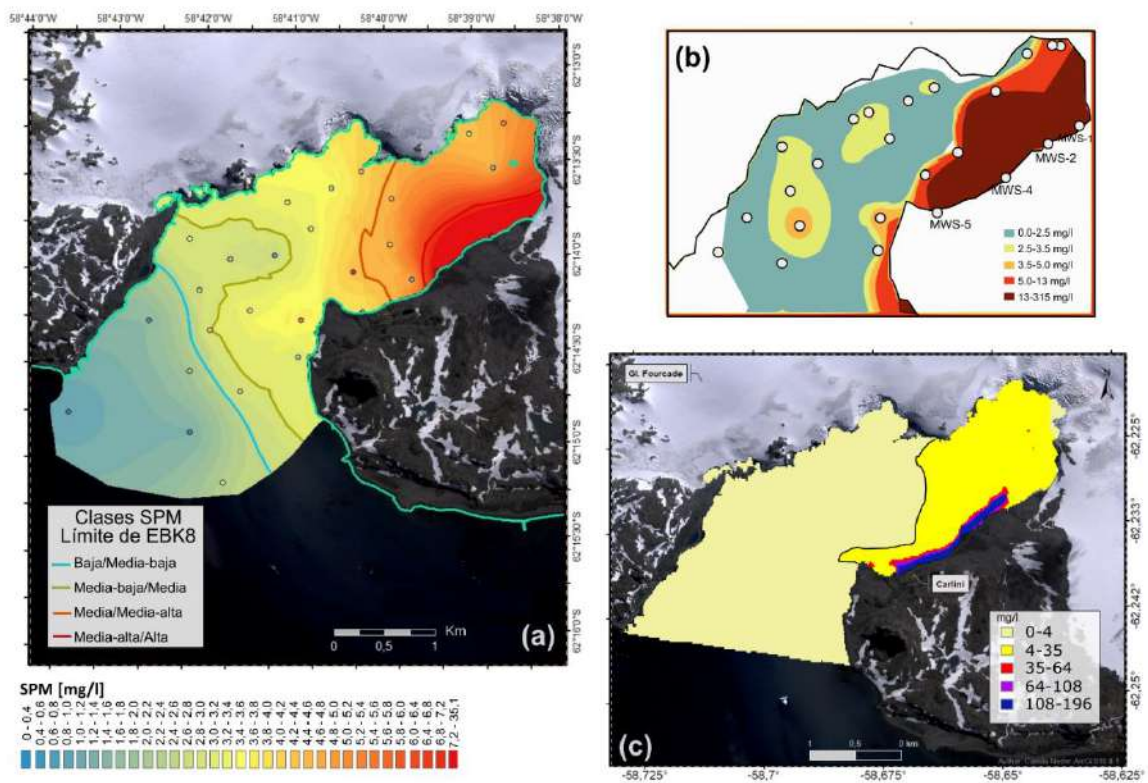 58°44'0"W 58°43'0"W 58°42'0"W 58°41'0"W 58°40'0"W 58°39'0"W 58°38'0"W
62°13'0"S
62°13'30"S
62°14'0"S
62°14'30"S
62°15'0"S
62°15'30"S
62°16'0"S
Clases SPM
Límite de EBK8
Baja/Media-baja
Media-baja/Media
Media/Media-alta
Media-alta/Alta
Km
0 0,5 1
(a)
SPM [mg/l]
0 - 0.4
0.4 - 0.6
0.6 - 0.8
0.8 - 1.0
1.0 - 1.2
1.2 - 1.4
1.4 - 1.6
1.6 - 1.8
1.8 - 2.0
2.0 - 2.2
2.2 - 2.4
2.4 - 2.6
2.6 - 2.8
2.8 - 3.0
3.0 - 3.2
3.2 - 3.4
3.4 - 3.6
3.6 - 3.8
3.8 - 4.0
4.0 - 4.2
4.2 - 4.4
4.4 - 4.6
4.6 - 4.8
4.8 - 5.0
5.0 - 5.2
5.2 - 5.4
5.4 - 5.6
5.6 - 5.8
5.8 - 6.0
6.0 - 6.4
6.4 - 6.8
6.8 - 7.2
7,2 - 35,1
(b)
MWS-1
MWS-2
MWS-4
MWS-5
0.0-2.5 mg/l
2.5-3.5 mg/l
3.5-5.0 mg/l
5.0-13 mg/l
13-315 mg/l
Gl. Fourcade
Carlini
-62,225°
-62,233°
-62,242°
-62,25°
mg/l
0-4
4-35
35-64
64-108
108-196
1 0,5 0 km
(c)
-58,725° -58,7° -58,675° -58,65° -58,625°